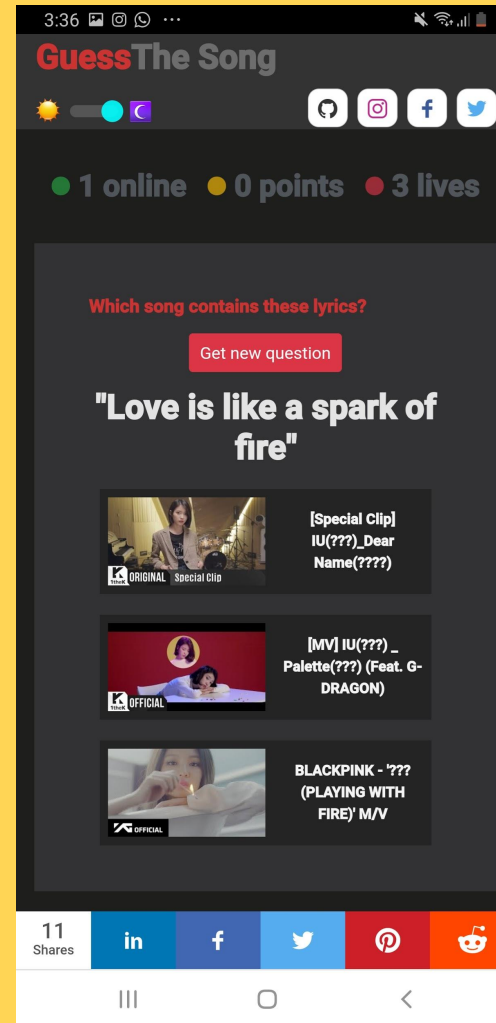 3:36
GuessThe Song
1 online 0 points 3 lives
Which song contains these lyrics?
Get new question
"Love is like a spark of
fire"
[Special Clip]
IU(???)_Dear
Name(????)
1theK ORIGINAL Special Clip
[MV] IU(???) _
Palette(???) (Feat. G-
DRAGON)
1theK OFFICIAL
BLACKPINK - '???
(PLAYING WITH
FIRE)' M/V
YG OFFICIAL
11
Shares
in
f